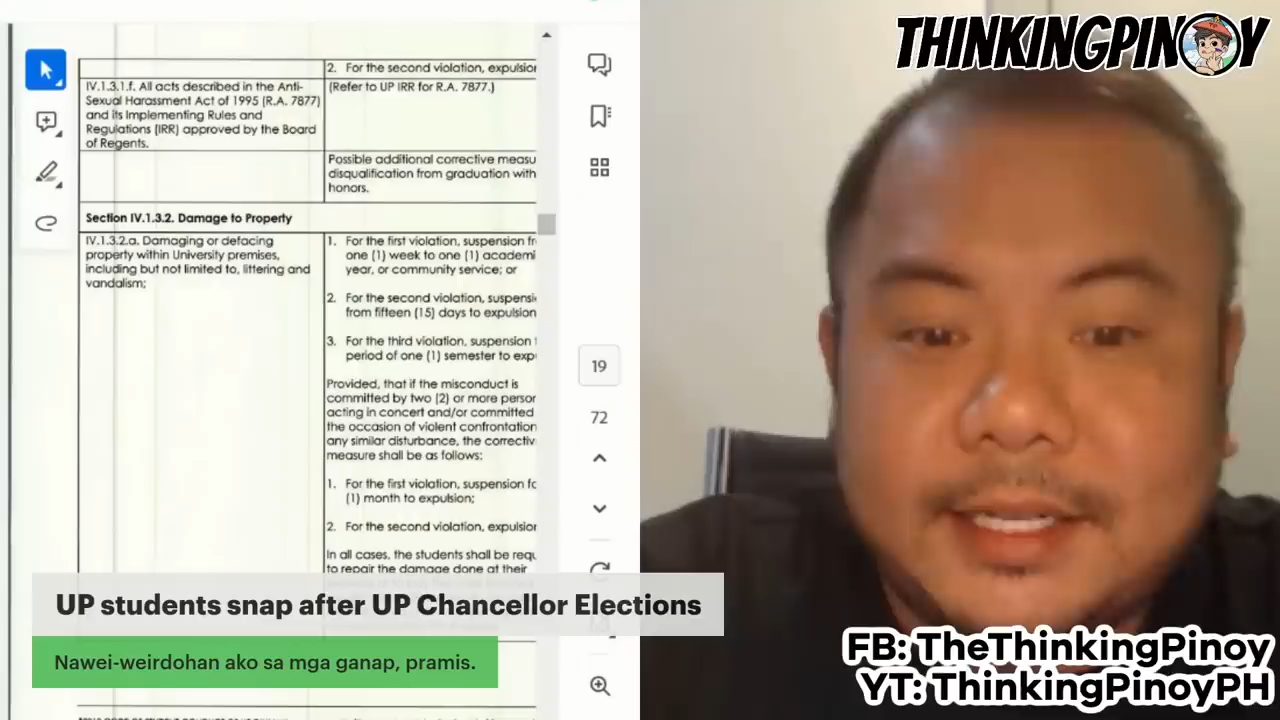 THINKINGPINOY
2. For the second violation, expulsion
IV.1.3.1.f. All acts described in the Anti-
Sexual Harassment Act of 1995 (R.A. 7877)
and its Implementing Rules and
Regulations (IRR) approved by the Board
of Regents.
(Refer to UP IRR for R.A. 7877.)
Possible additional corrective measu
disqualification from graduation with
honors.
Section IV.1.3.2. Damage to Property
IV.1.3.2.a. Damaging or defacing
property within University premises,
including but not limited to, littering and
vandalism;
1. For the first violation, suspension fr
one (1) week to one (1) academi
year, or community service; or
2. For the second violation, suspensi
from fifteen (15) days to expulsion
3. For the third violation, suspension
period of one (1) semester to exp
Provided, that if the misconduct is
committed by two (2) or more person
acting in concert and/or committed
the occasion of violent confrontation
any similar disturbance, the correctiv
measure shall be as follows:
1. For the first violation, suspension fo
(1) month to expulsion;
2. For the second violation, expulsion
In all cases, the students shall be requ
to repair the damage done at their
19
72
UP students snap after UP Chancellor Elections
Nawei-weirdohan ako sa mga ganap, pramis.
FB: TheThinkingPinoy
YT: ThinkingPinoyPH